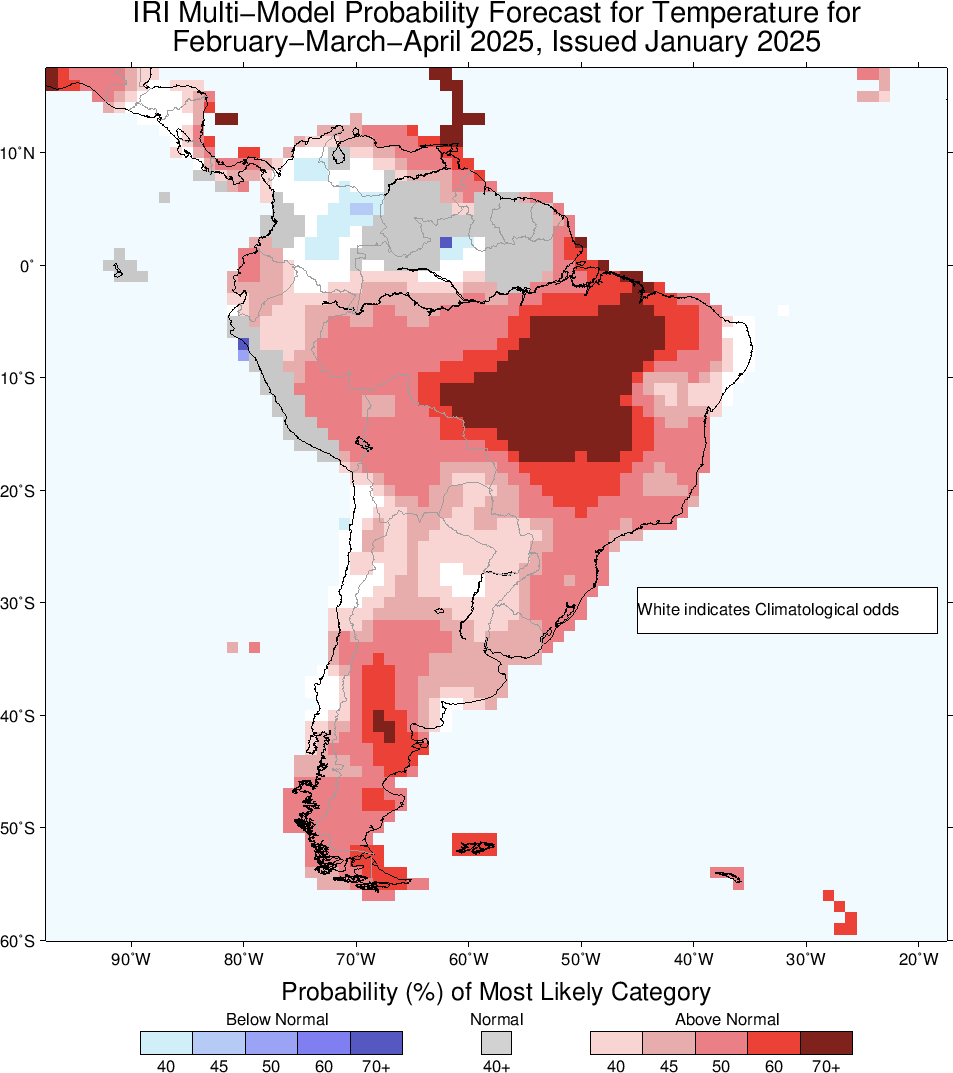 IRI Multi−Model Probability Forecast for Temperature for
February−March−April 2025, Issued January 2025
10˚N
0˚
10˚S
20˚S
30˚S
40˚S
50˚S
60˚S
White indicates Climatological odds
90˚W 80˚W 70˚W 60˚W 50˚W 40˚W 30˚W 20˚W
Probability (%) of Most Likely Category
Below Normal Normal Above Normal
40 45 50 60 70+ 40+ 40 45 50 60 70+